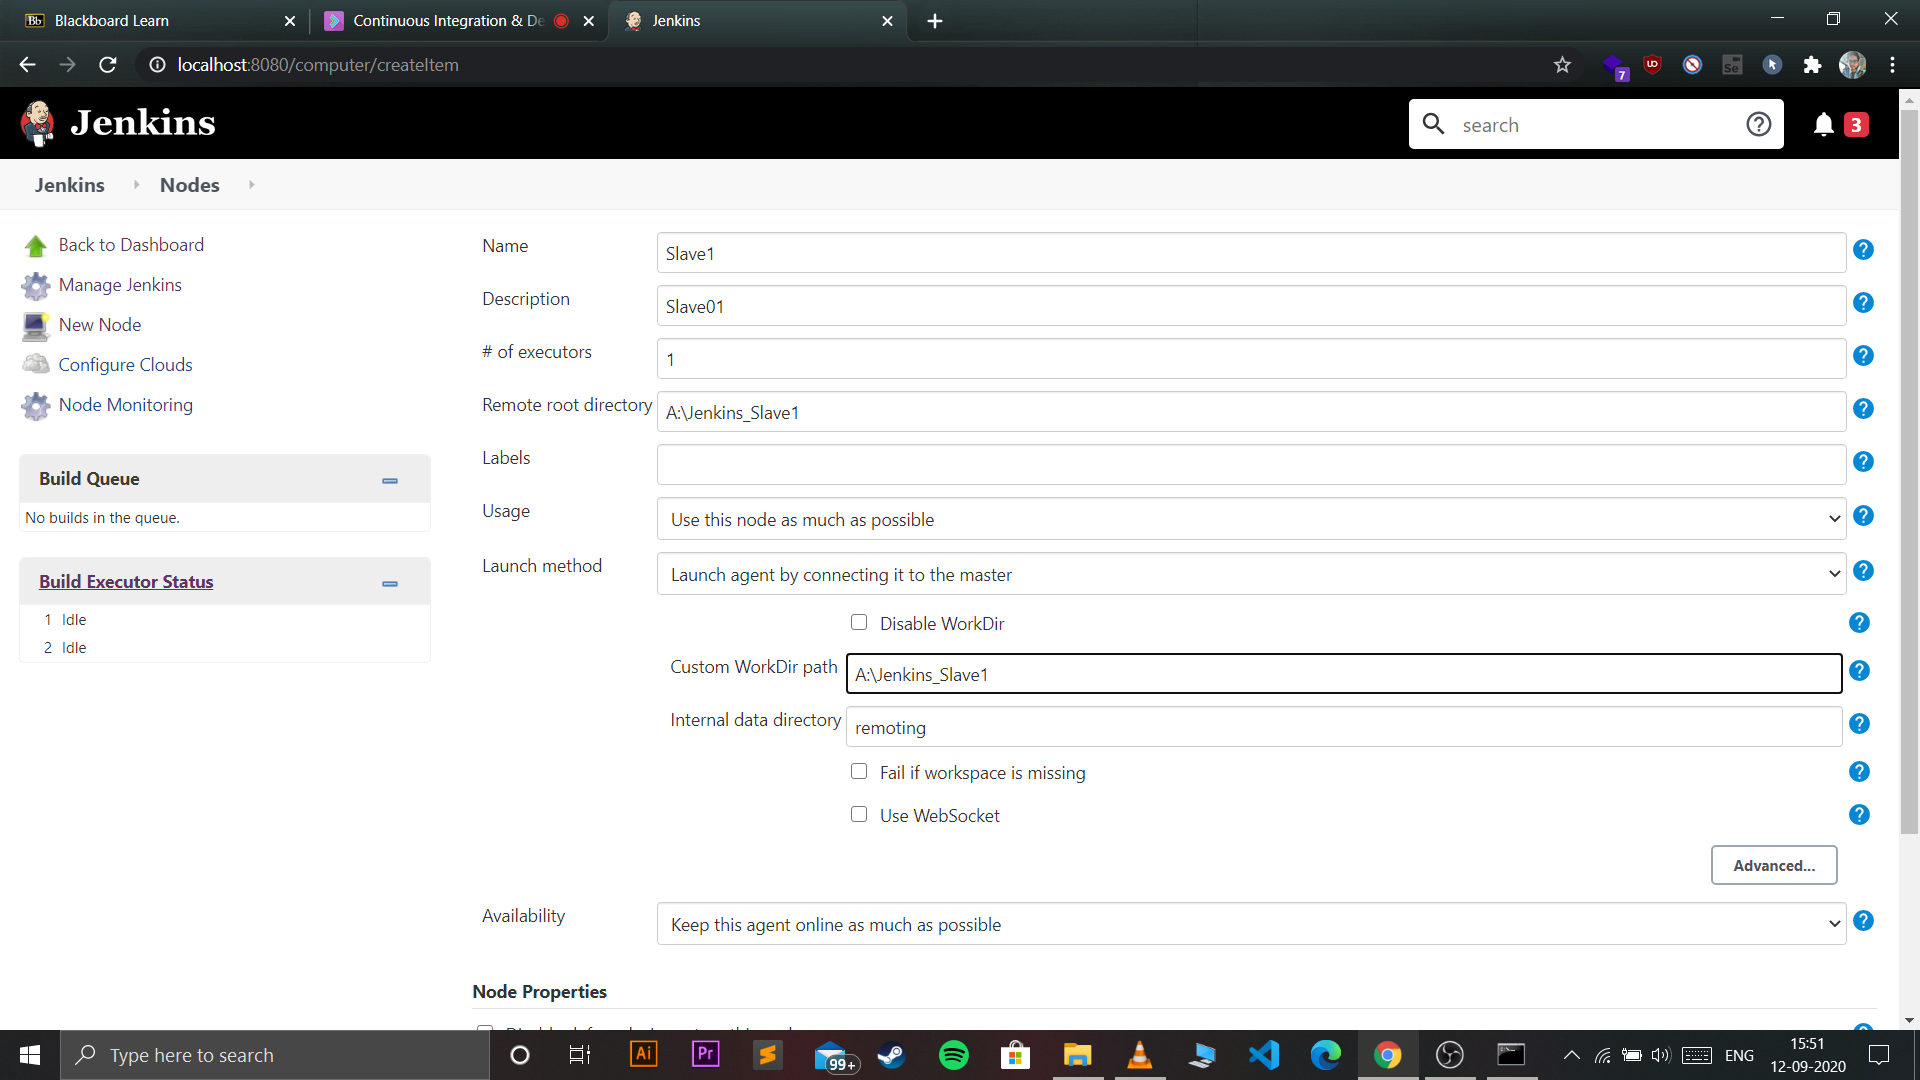 Blackboard Learn
Continuous Integration & De
Jenkins
localhost:8080/computer/createItem
7
Jenkins
search
3
Jenkins
Nodes
Back to Dashboard
Manage Jenkins
New Node
Configure Clouds
Node Monitoring
Build Queue
No builds in the queue.
Build Executor Status
1 Idle
2 Idle
Name
Slave1
Description
Slave01
# of executors
1
Remote root directory
A:\Jenkins_Slave1
Labels
Usage
Use this node as much as possible
Launch method
Launch agent by connecting it to the master
Disable WorkDir
Custom WorkDir path
A:\Jenkins_Slave1
Internal data directory
remoting
Fail if workspace is missing
Use WebSocket
Advanced...
Availability
Keep this agent online as much as possible
Node Properties
Type here to search
Ai
Pr
99+
ENG
15:51
12-09-2020